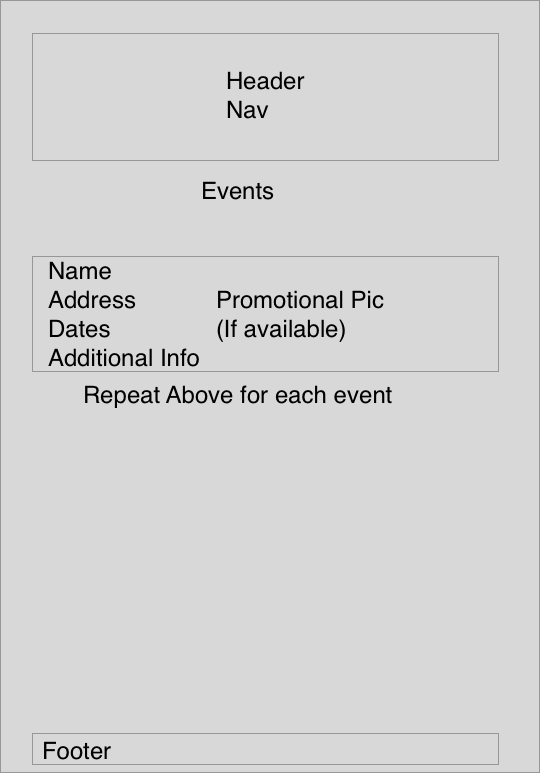 Header
Nav
Events
Name
Address
Promotional Pic
Dates
(If available)
Additional Info
Repeat Above for each event
Footer